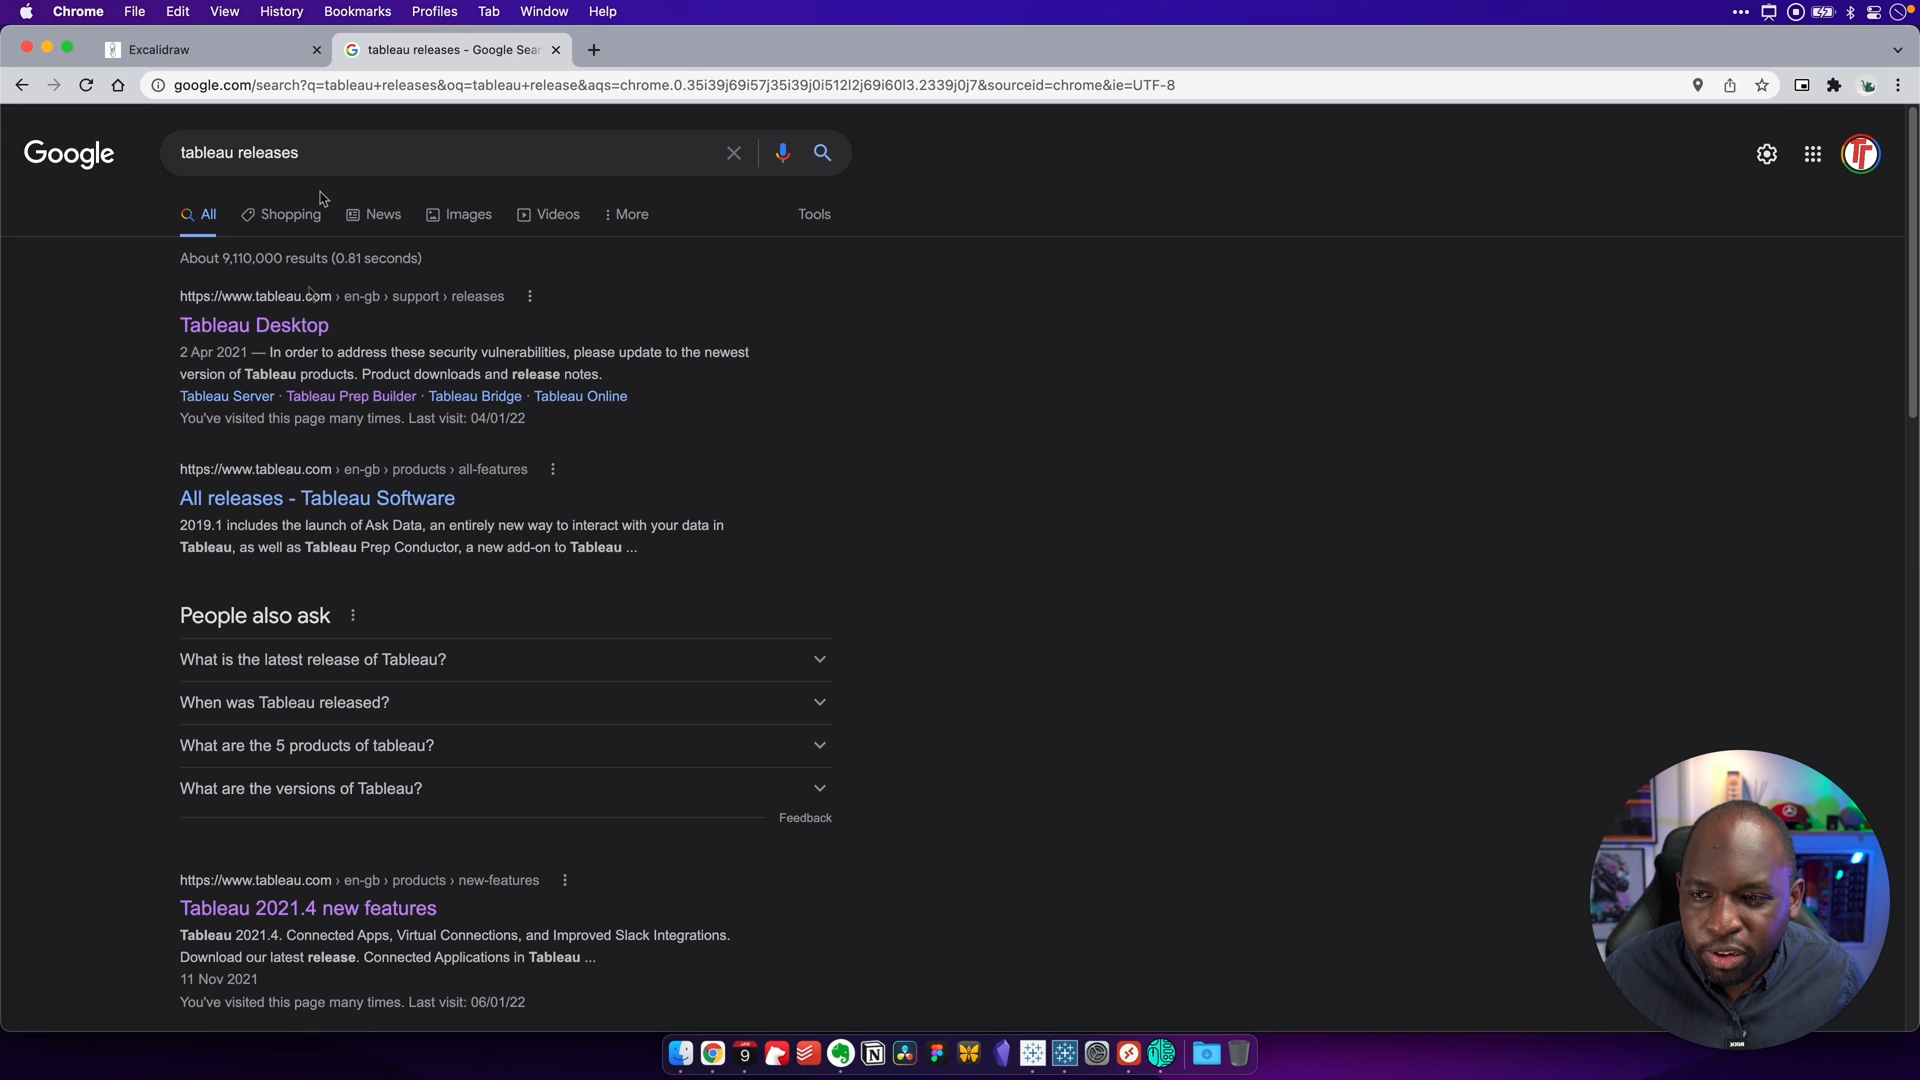 Chrome File Edit View History Bookmarks Profiles Tab Window Help
Excalidraw
tableau releases - Google Sear
google.com/search?q=tableau+releases&oq=tableau+release&aqs=chrome.0.35i39j69i57j35i39j0i512l2j69i60l3.2339j0j7&sourceid=chrome&ie=UTF-8
Google
tableau releases
All Shopping News Images Videos More Tools
About 9,110,000 results (0.81 seconds)
https://www.tableau.com › en-gb › support › releases
Tableau Desktop
2 Apr 2021 — In order to address these security vulnerabilities, please update to the newest
version of Tableau products. Product downloads and release notes.
Tableau Server · Tableau Prep Builder · Tableau Bridge · Tableau Online
You've visited this page many times. Last visit: 04/01/22
https://www.tableau.com › en-gb › products › all-features
All releases - Tableau Software
2019.1 includes the launch of Ask Data, an entirely new way to interact with your data in
Tableau, as well as Tableau Prep Conductor, a new add-on to Tableau ...
People also ask
What is the latest release of Tableau?
When was Tableau released?
What are the 5 products of tableau?
What are the versions of Tableau?
Feedback
https://www.tableau.com › en-gb › products › new-features
Tableau 2021.4 new features
Tableau 2021.4. Connected Apps, Virtual Connections, and Improved Slack Integrations.
Download our latest release. Connected Applications in Tableau ...
11 Nov 2021
You've visited this page many times. Last visit: 06/01/22
JAN
9